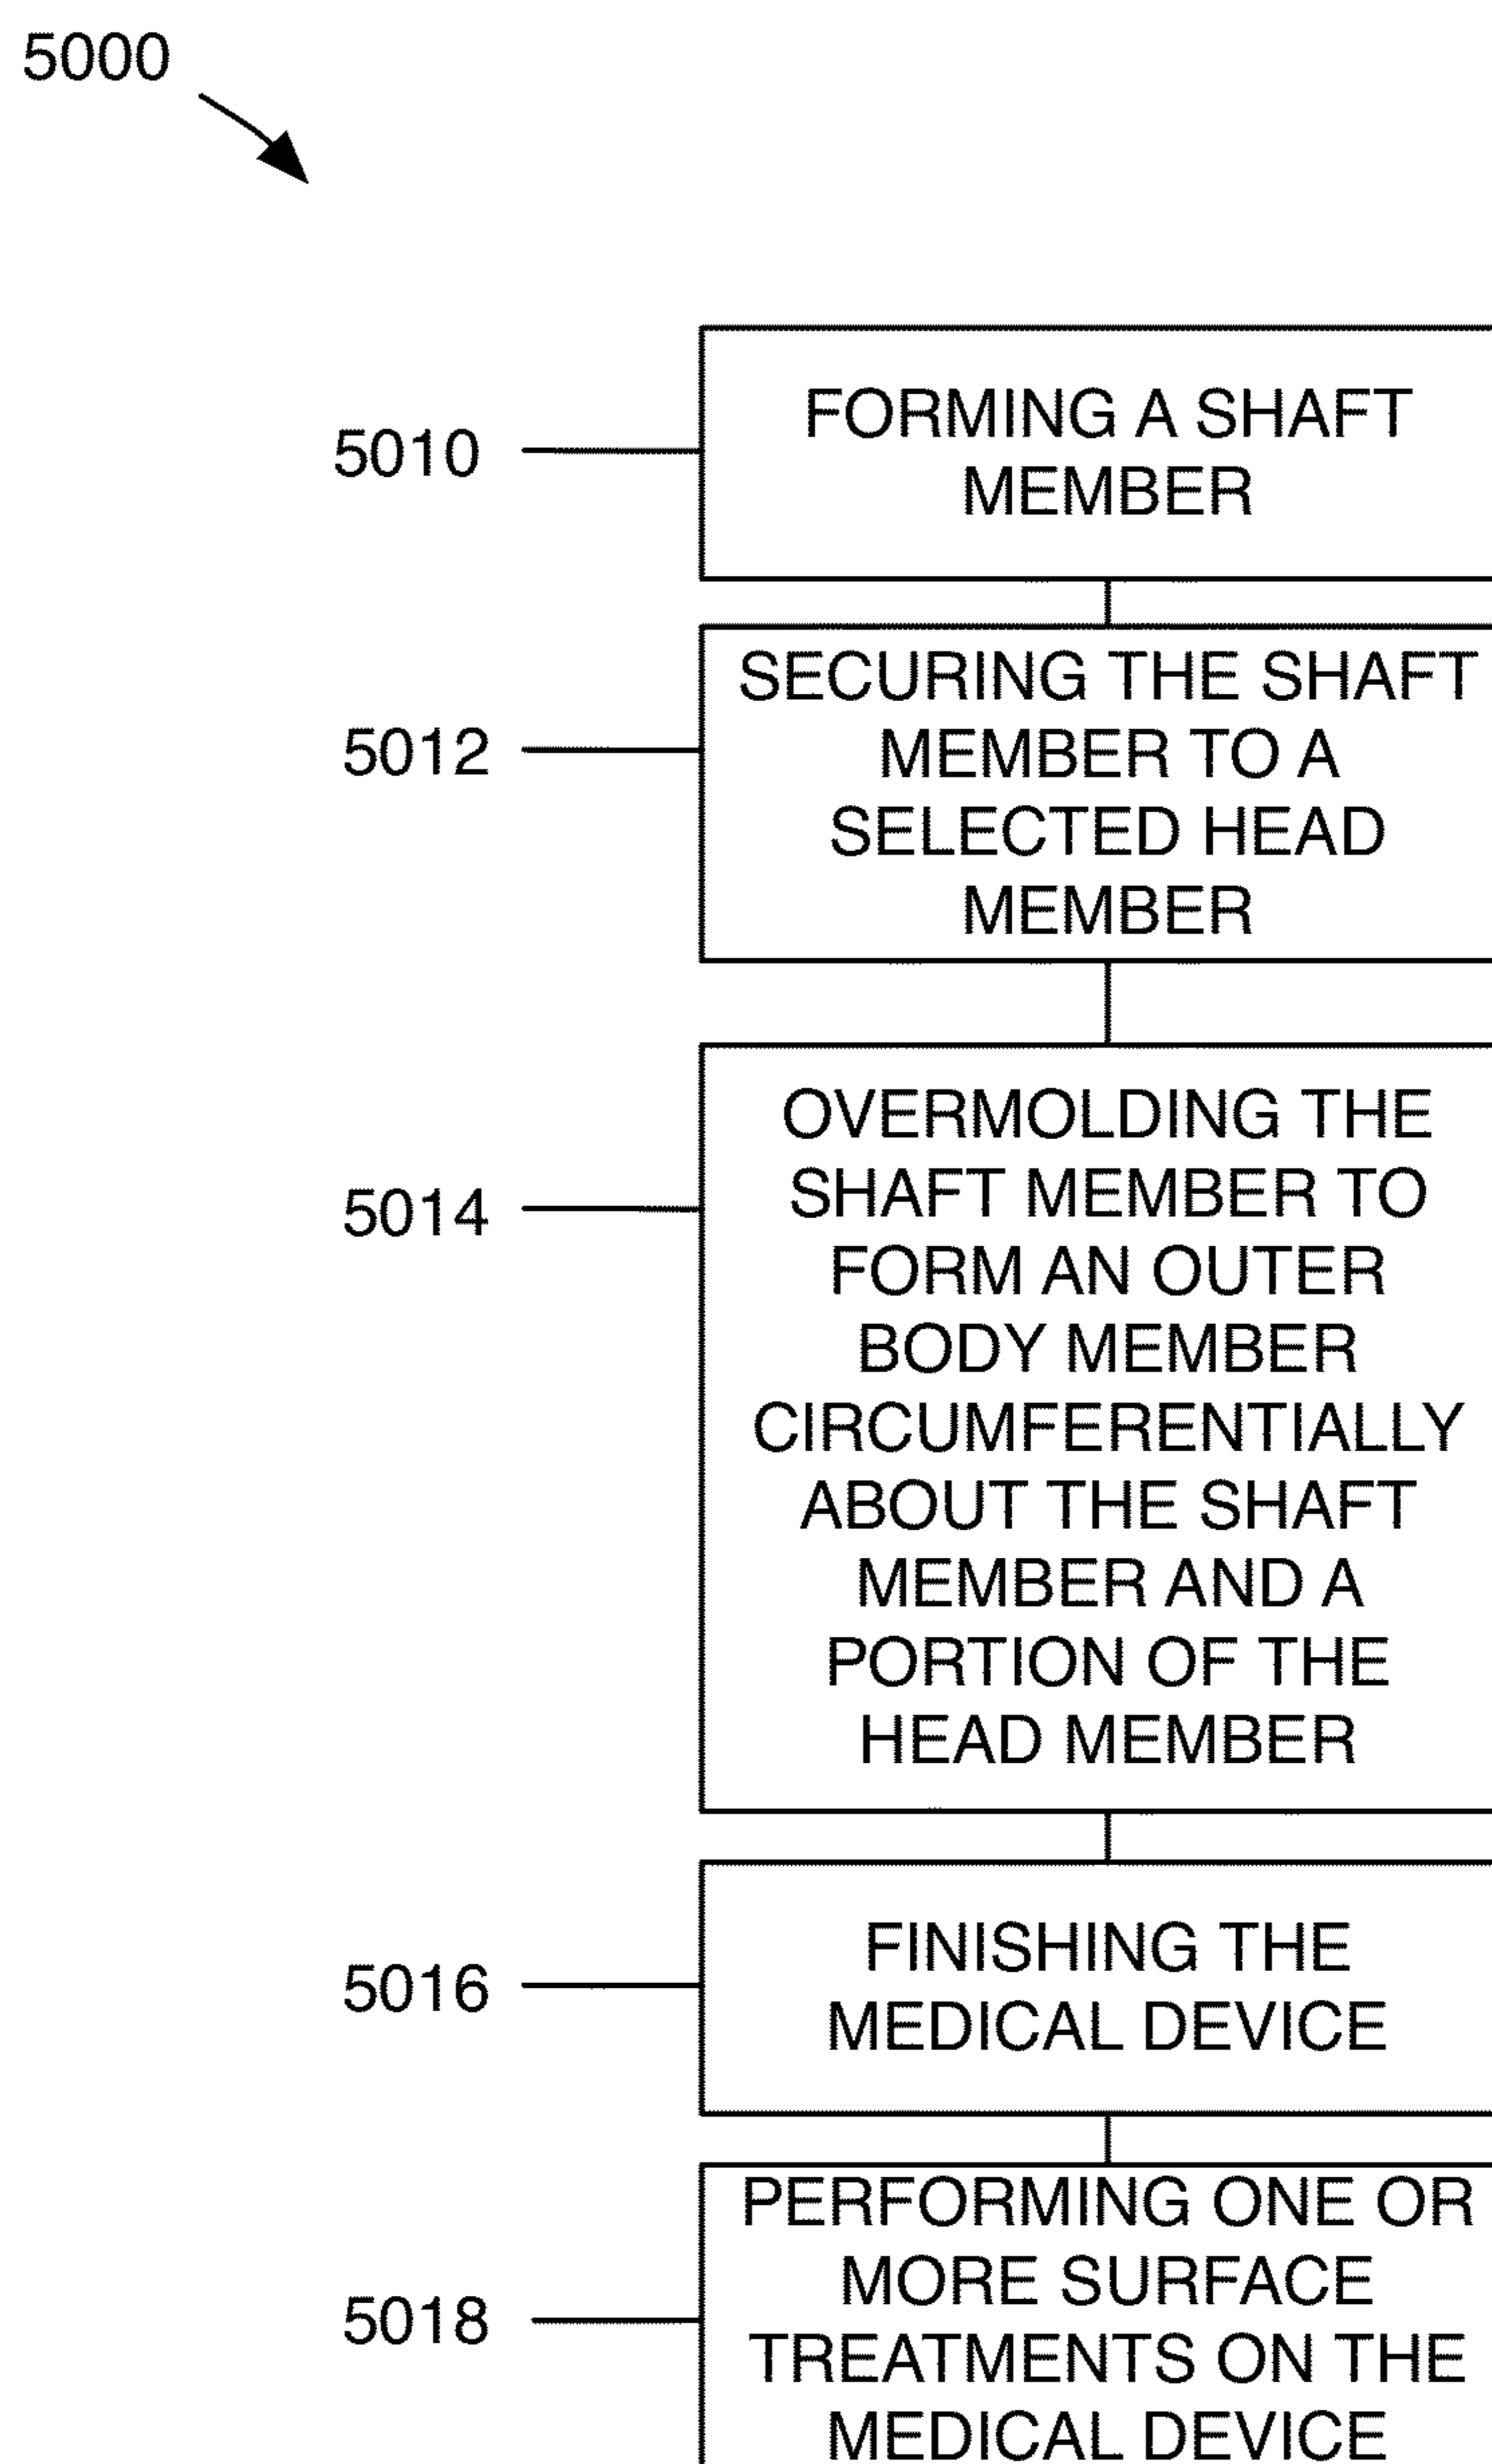 5000
5010
FORMING A SHAFT
MEMBER
5012
SECURING THE SHAFT
MEMBER TO A
SELECTED HEAD
MEMBER
5014
OVERMOLDING THE
SHAFT MEMBER TO
FORM AN OUTER
BODY MEMBER
CIRCUMFERENTIALLY
ABOUT THE SHAFT
MEMBER AND A
PORTION OF THE
HEAD MEMBER
5016
FINISHING THE
MEDICAL DEVICE
5018
PERFORMING ONE OR
MORE SURFACE
TREATMENTS ON THE
MEDICAL DEVICE